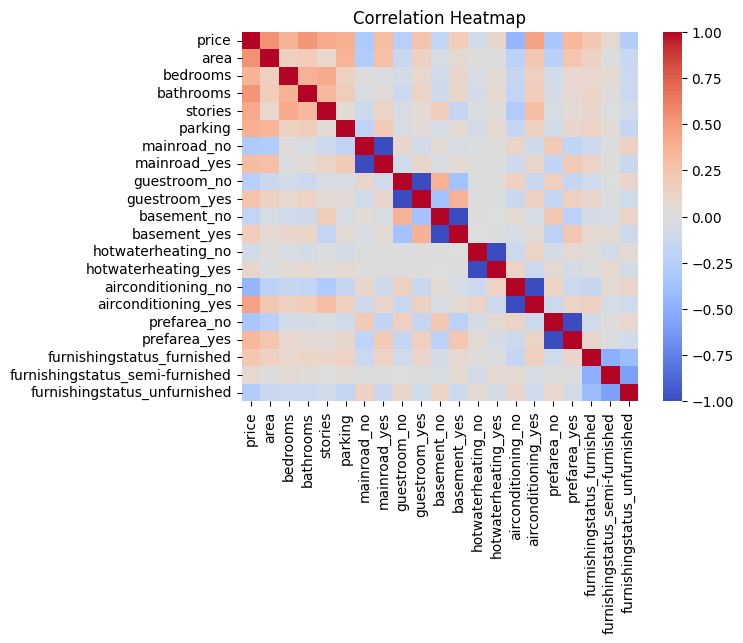 Correlation Heatmap
price
area
bedrooms
bathrooms
stories
parking
mainroad_no
mainroad_yes
guestroom_no
guestroom_yes
basement_no
basement_yes
hotwaterheating_no
hotwaterheating_yes
airconditioning_no
airconditioning_yes
prefarea_no
prefarea_yes
furnishingstatus_furnished
furnishingstatus_semi-furnished
furnishingstatus_unfurnished
price
area
bedrooms
bathrooms
stories
parking
mainroad_no
mainroad_yes
guestroom_no
guestroom_yes
basement_no
basement_yes
hotwaterheating_no
hotwaterheating_yes
airconditioning_no
airconditioning_yes
prefarea_no
prefarea_yes
furnishingstatus_furnished
furnishingstatus_semi-furnished
furnishingstatus_unfurnished
1.00
0.75
0.50
0.25
0.00
−0.25
−0.50
−0.75
−1.00